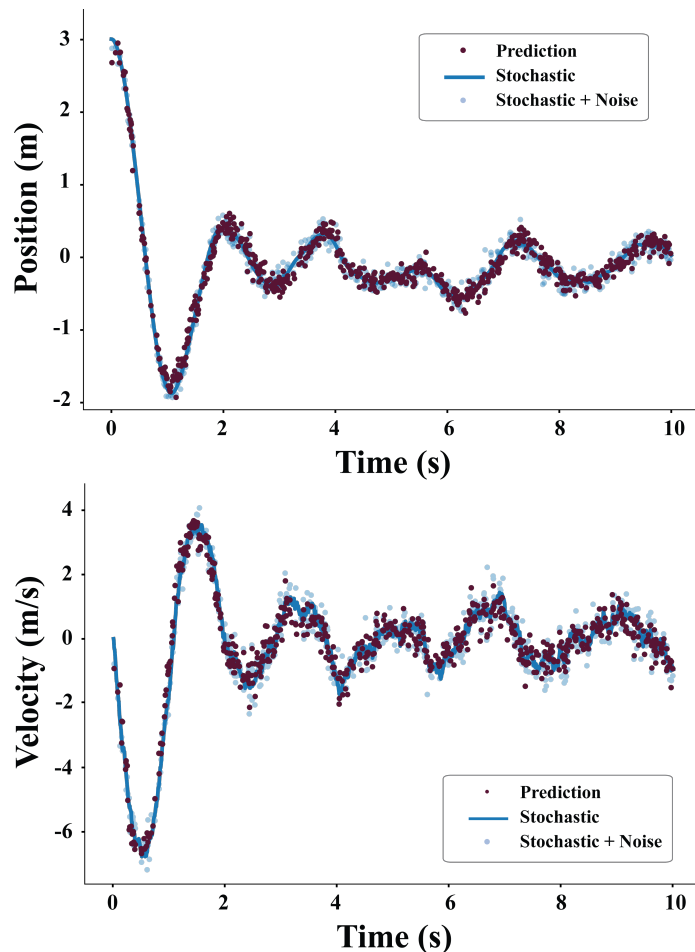 3
2
1
0
-1
-2
Position (m)
Prediction
Stochastic
Stochastic + Noise
0 2 4 6 8 10
Time (s)
4
2
0
-2
-4
-6
Velocity (m/s)
Prediction
Stochastic
Stochastic + Noise
0 2 4 6 8 10
Time (s)